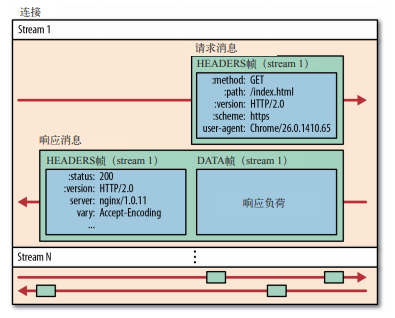 连接
Stream 1
请求消息
HEADERS帧（stream 1）
:method: GET
:path: /index.html
:version: HTTP/2.0
:scheme: https
user-agent: Chrome/26.0.1410.65
响应消息
HEADERS帧（stream 1）
:status: 200
:version: HTTP/2.0
server: nginx/1.0.11
vary: Accept-Encoding
...
DATA帧（stream 1）
响应负荷
Stream N
⋮